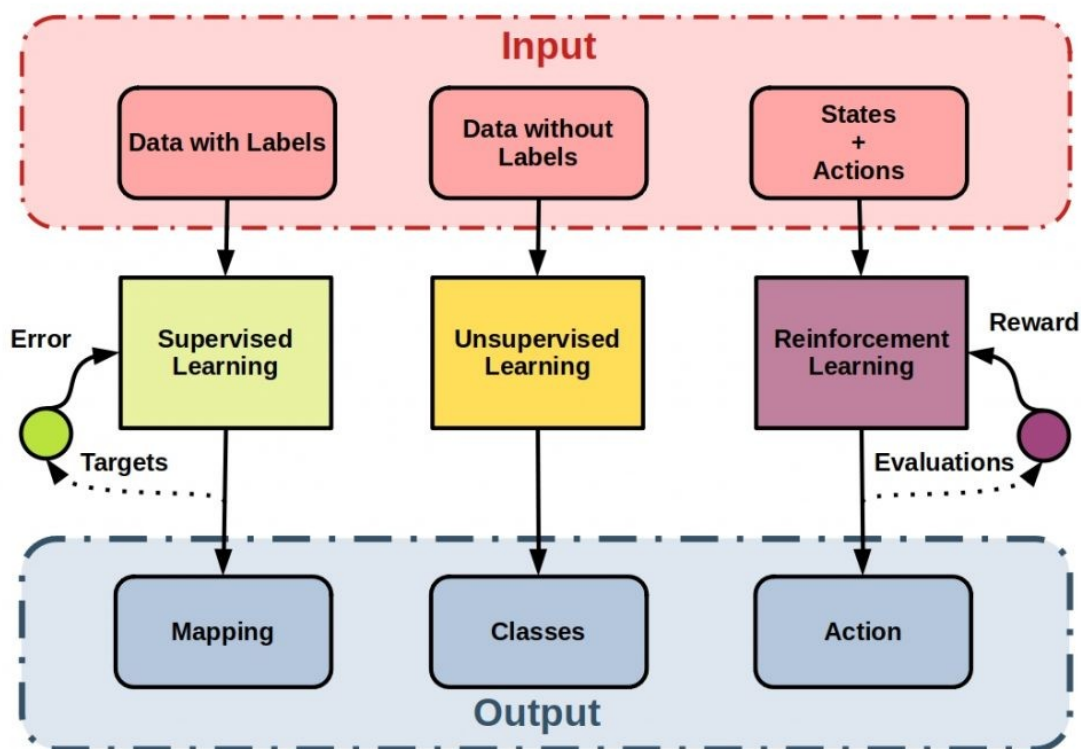 Input
Data with Labels
Data without
Labels
States
+
Actions
Error
Supervised
Learning
Unsupervised
Learning
Reinforcement
Learning
Reward
Targets
Evaluations
Mapping
Classes
Action
Output